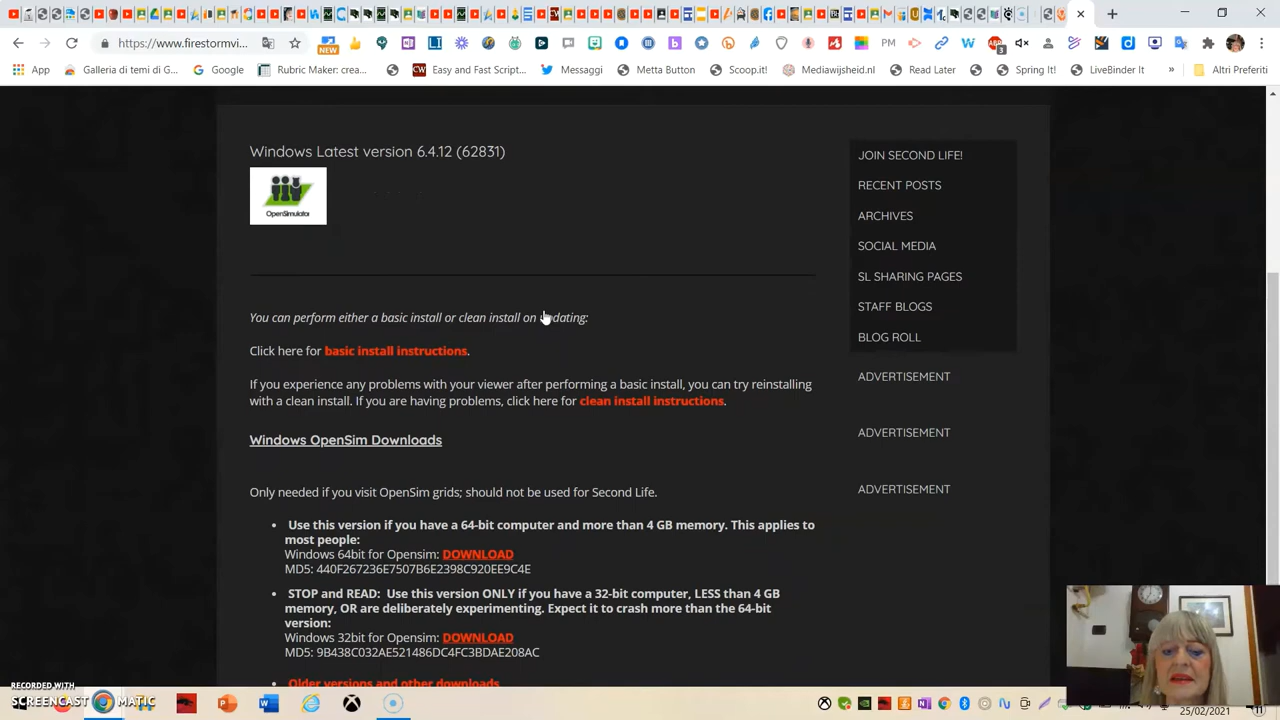 https://www.firestormvi...
NEW
PM
3
App
Galleria di temi di G...
Google
Rubric Maker: crea...
Easy and Fast Script...
Messaggi
Metta Button
Scoop.it!
Mediawijsheid.nl
Read Later
Spring It!
LiveBinder It
»
Altri Preferiti
Windows Latest version 6.4.12 (62831)
OpenSimulator
You can perform either a basic install or clean install on updating:
Click here for basic install instructions.
If you experience any problems with your viewer after performing a basic install, you can try reinstalling
with a clean install. If you are having problems, click here for clean install instructions.
Windows OpenSim Downloads
Only needed if you visit OpenSim grids; should not be used for Second Life.
• Use this version if you have a 64-bit computer and more than 4 GB memory. This applies to
most people:
Windows 64bit for Opensim: DOWNLOAD
MD5: 440F267236E7507B6E2398C920EE9C4E
• STOP and READ: Use this version ONLY if you have a 32-bit computer, LESS than 4 GB
memory, OR are deliberately experimenting. Expect it to crash more than the 64-bit
version:
Windows 32bit for Opensim: DOWNLOAD
MD5: 9B438C032AE521486DC4FC3BDAE208AC
• Older versions and other downloads
JOIN SECOND LIFE!
RECENT POSTS
ARCHIVES
SOCIAL MEDIA
SL SHARING PAGES
STAFF BLOGS
BLOG ROLL
ADVERTISEMENT
ADVERTISEMENT
ADVERTISEMENT
RECORDED WITH
SCREENCAST MATIC
25/02/2021